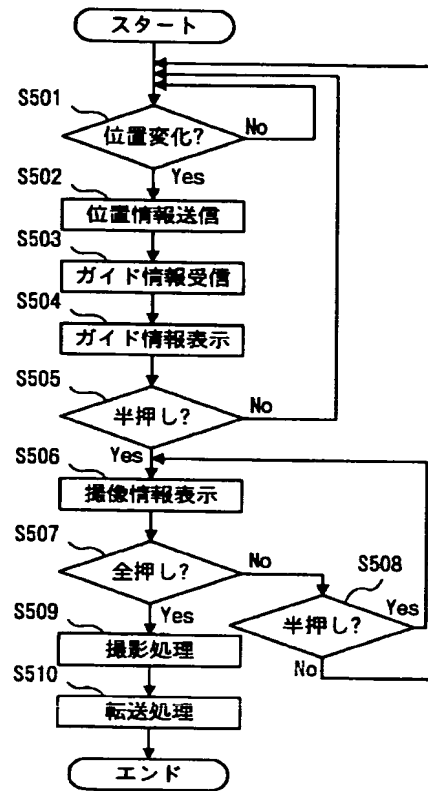 スタート
S501
位置変化?
No
Yes
S502
位置情報送信
S503
ガイド情報受信
S504
ガイド情報表示
S505
半押し?
No
Yes
S506
撮像情報表示
S507
全押し?
No
Yes
S508
半押し?
Yes
No
S509
撮影処理
S510
転送処理
エンド